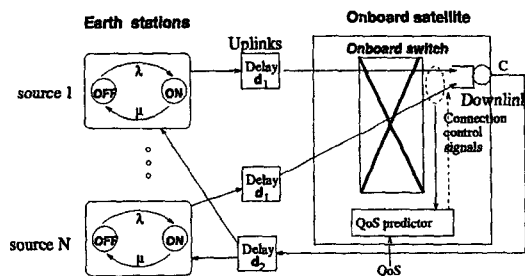 Earth stations
Onboard satellite
Uplinks
Onboard switch
source 1
λ
OFF
ON
μ
Delay
d1
C
Downlink
Connection
control
signals
Delay
d1
source N
λ
OFF
ON
μ
Delay
d2
QoS predictor
QoS